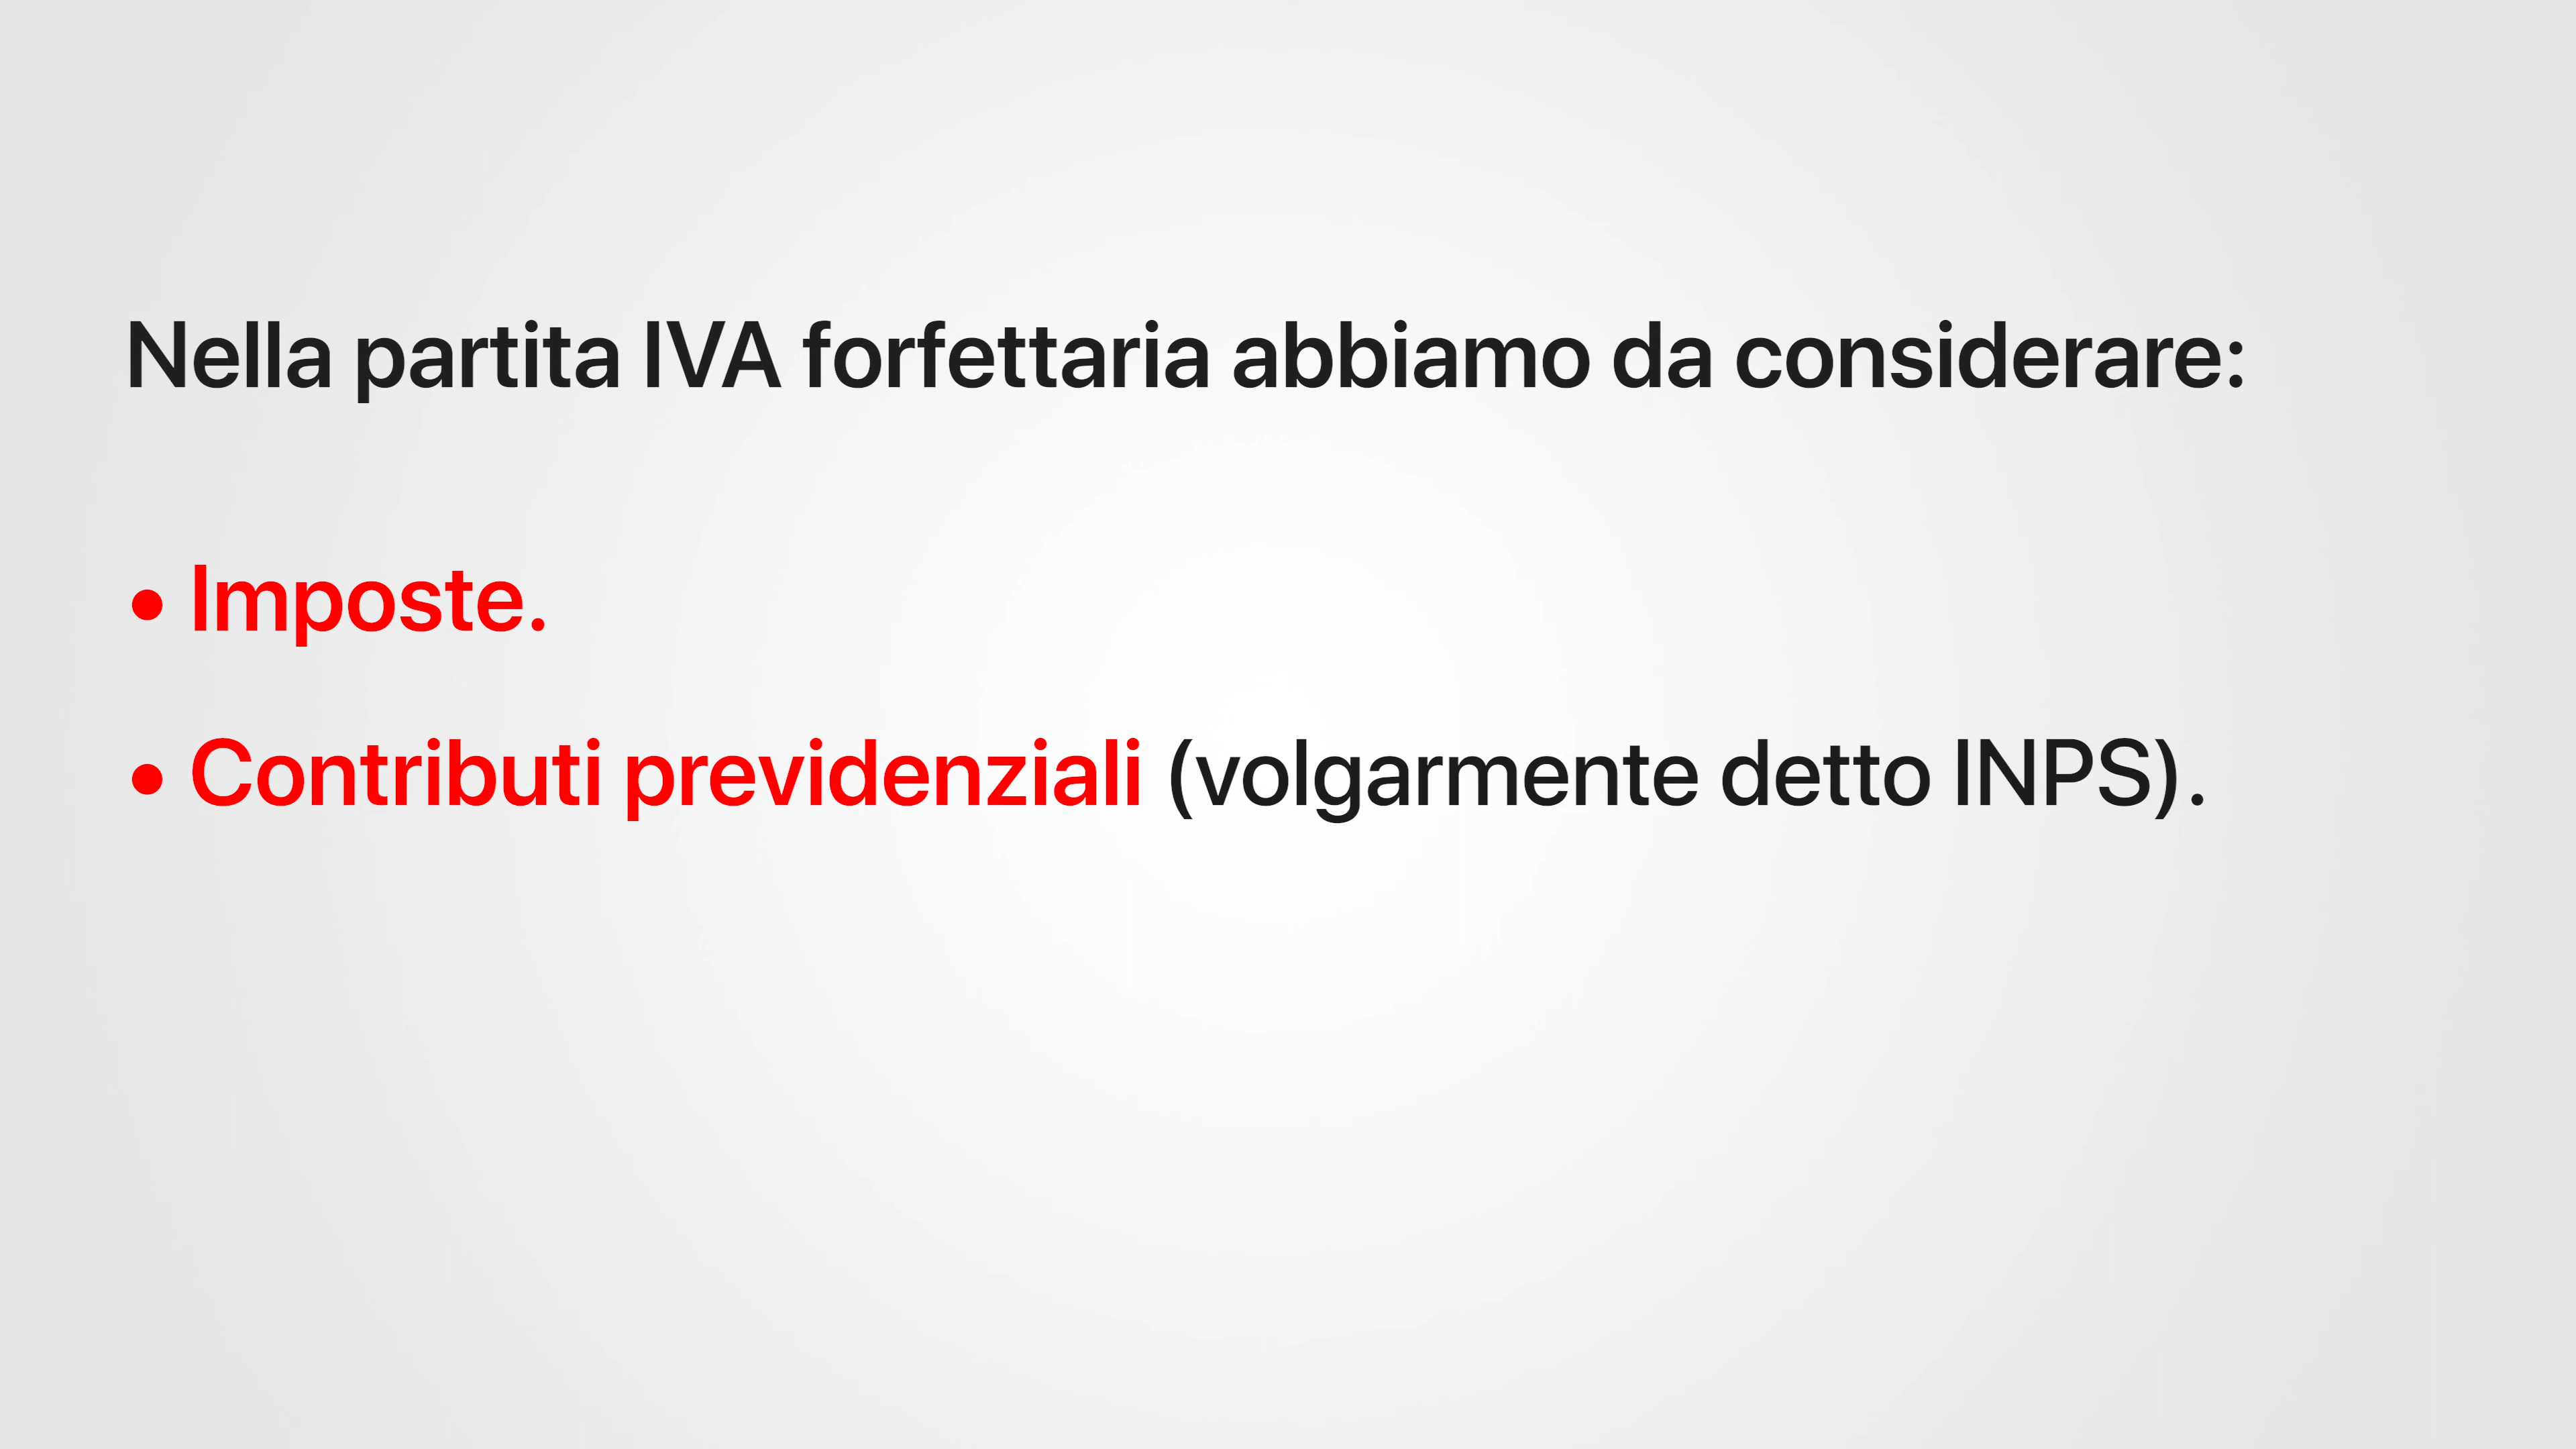 Nella partita IVA forfettaria abbiamo da considerare:
• Imposte.
• Contributi previdenziali (volgarmente detto INPS).